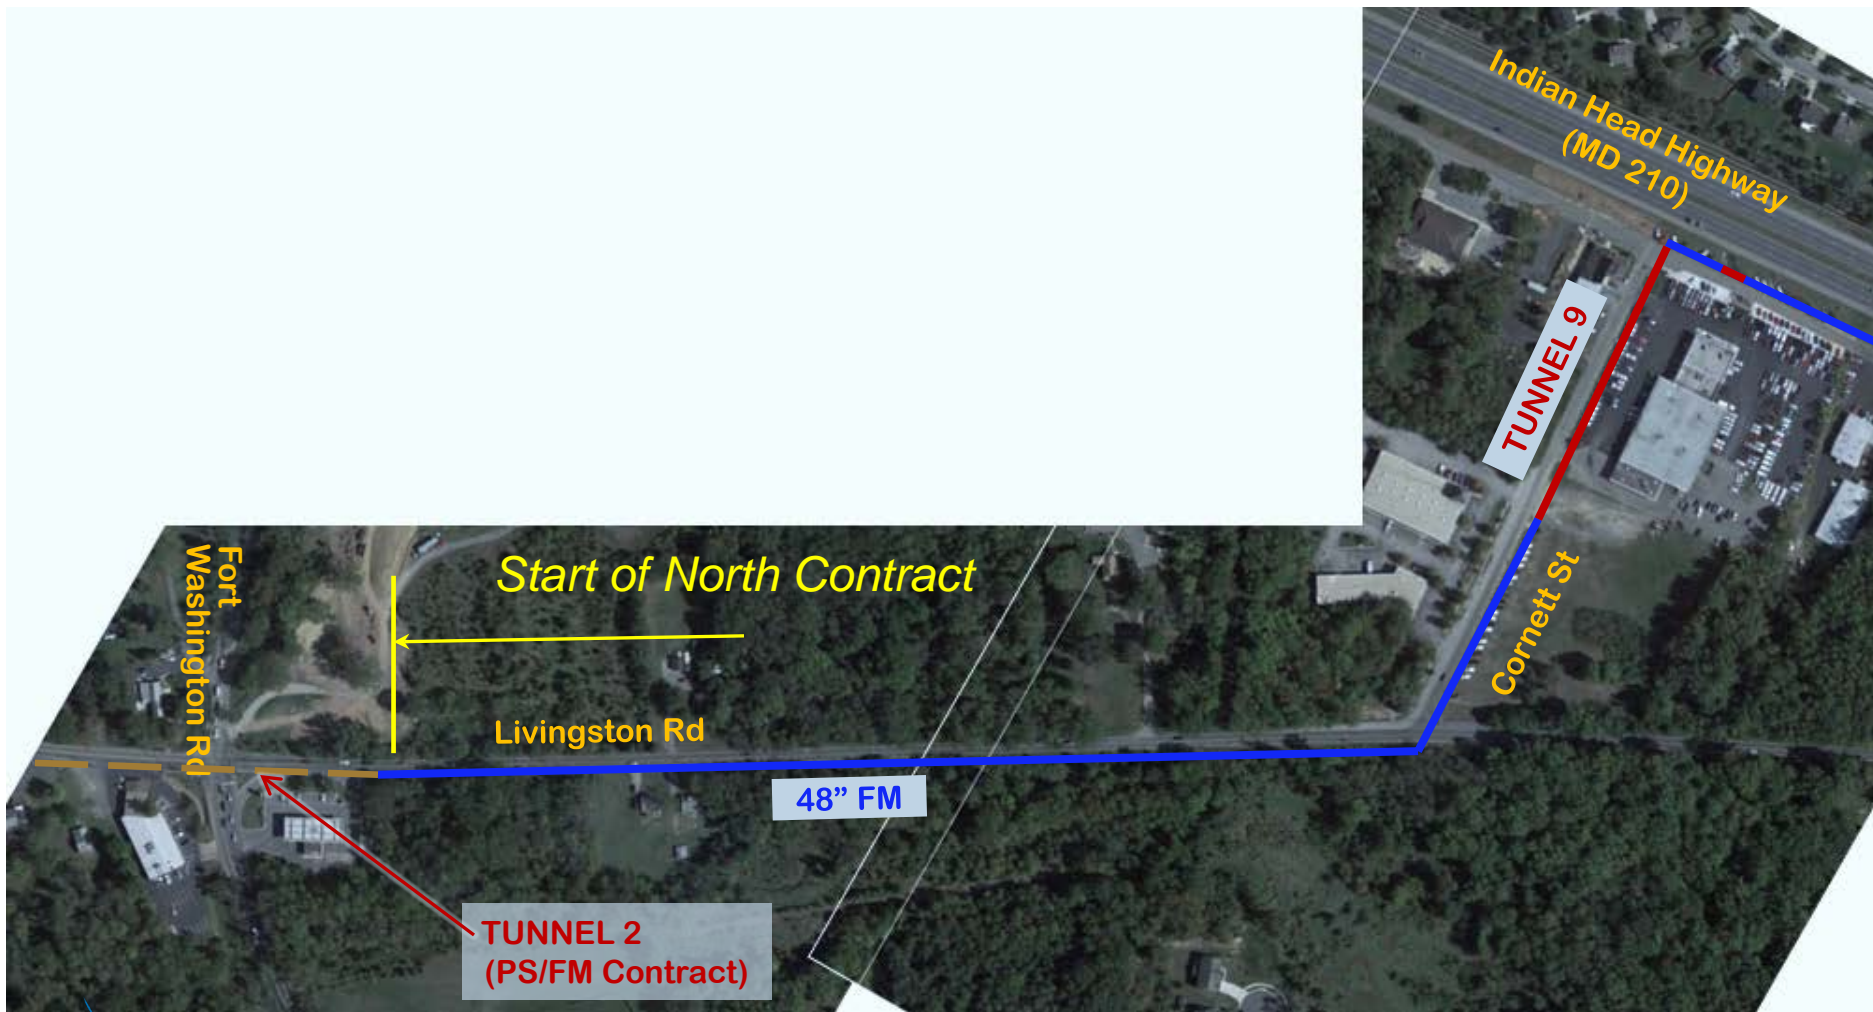 Indian Head Highway
(MD 210)
TUNNEL 9
Start of North Contract
Fort
Washington Rd
Cornett St
Livingston Rd
48” FM
TUNNEL 2
(PS/FM Contract)